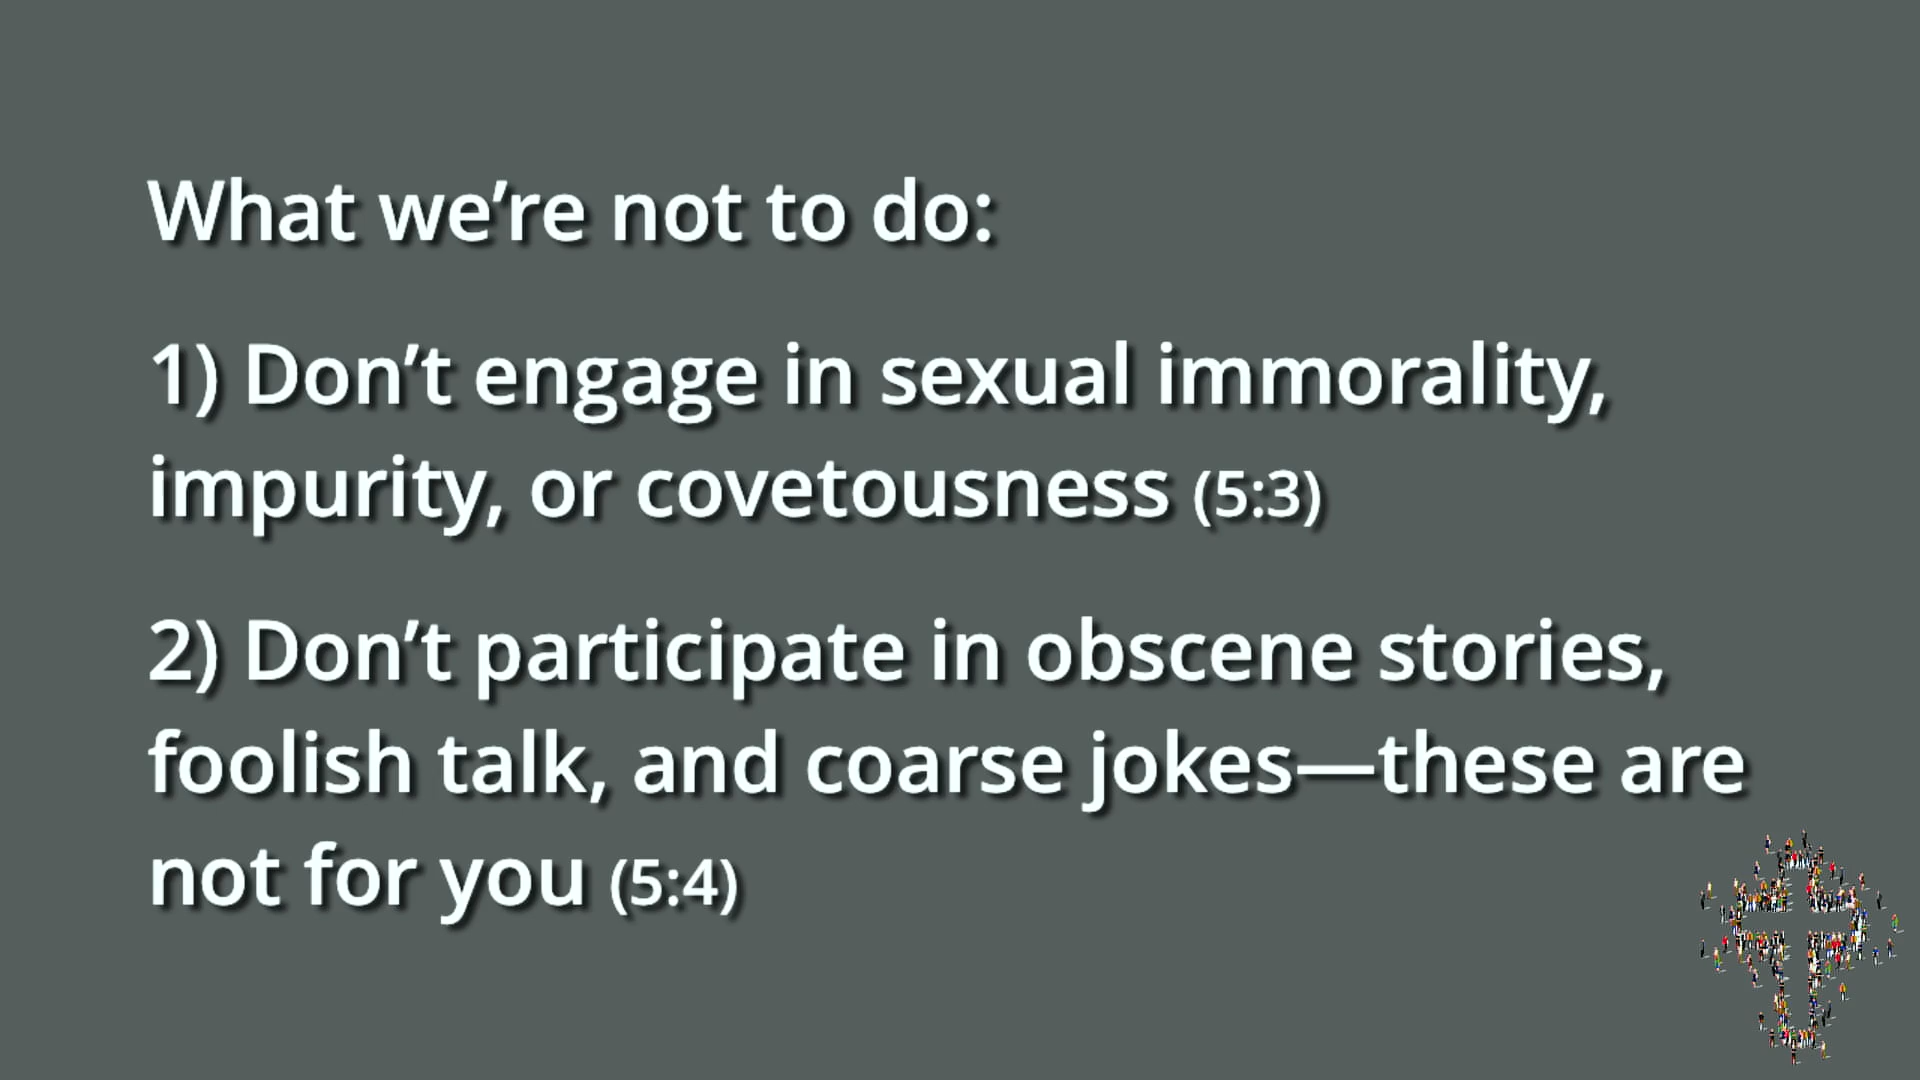 What we’re not to do:
1) Don’t engage in sexual immorality,
impurity, or covetousness (5:3)
2) Don’t participate in obscene stories,
foolish talk, and coarse jokes—these are
not for you (5:4)